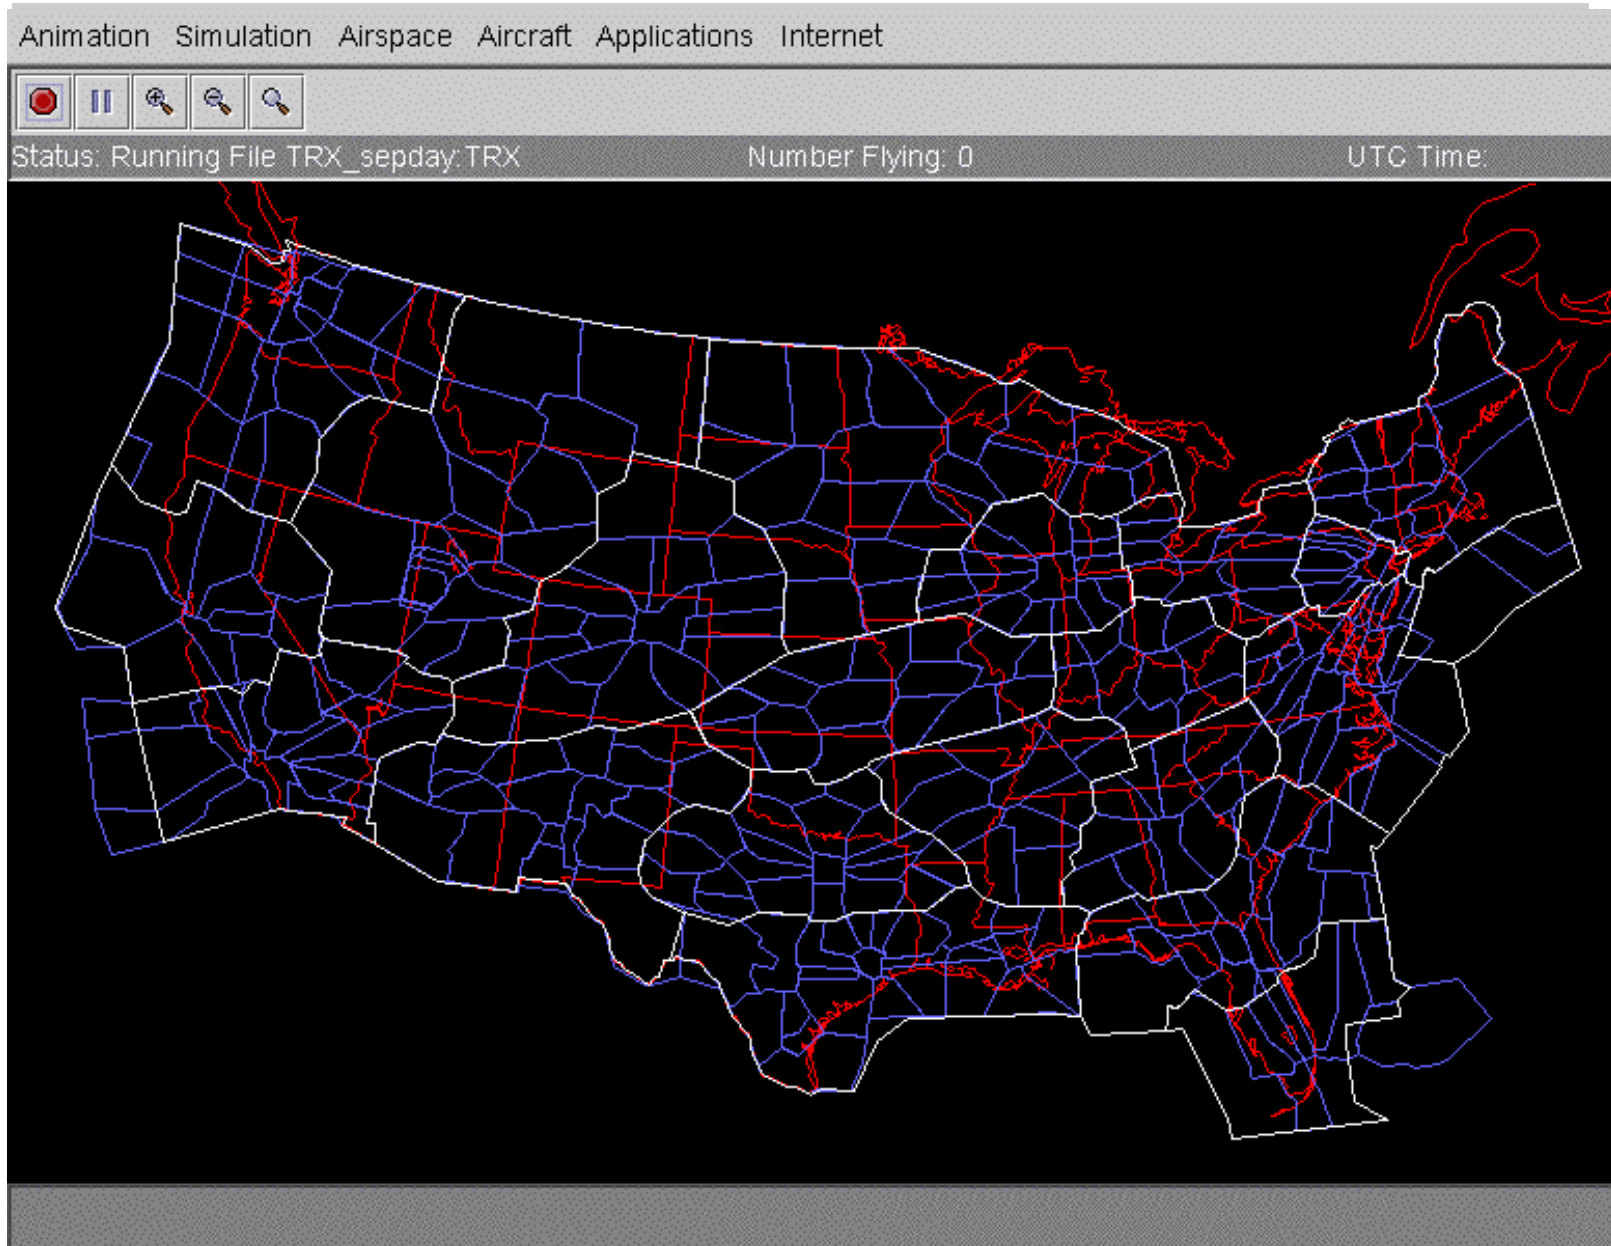 Animation Simulation Airspace Aircraft Applications Internet
Status: Running File TRX_sepday:TRX Number Flying: 0 UTC Time: